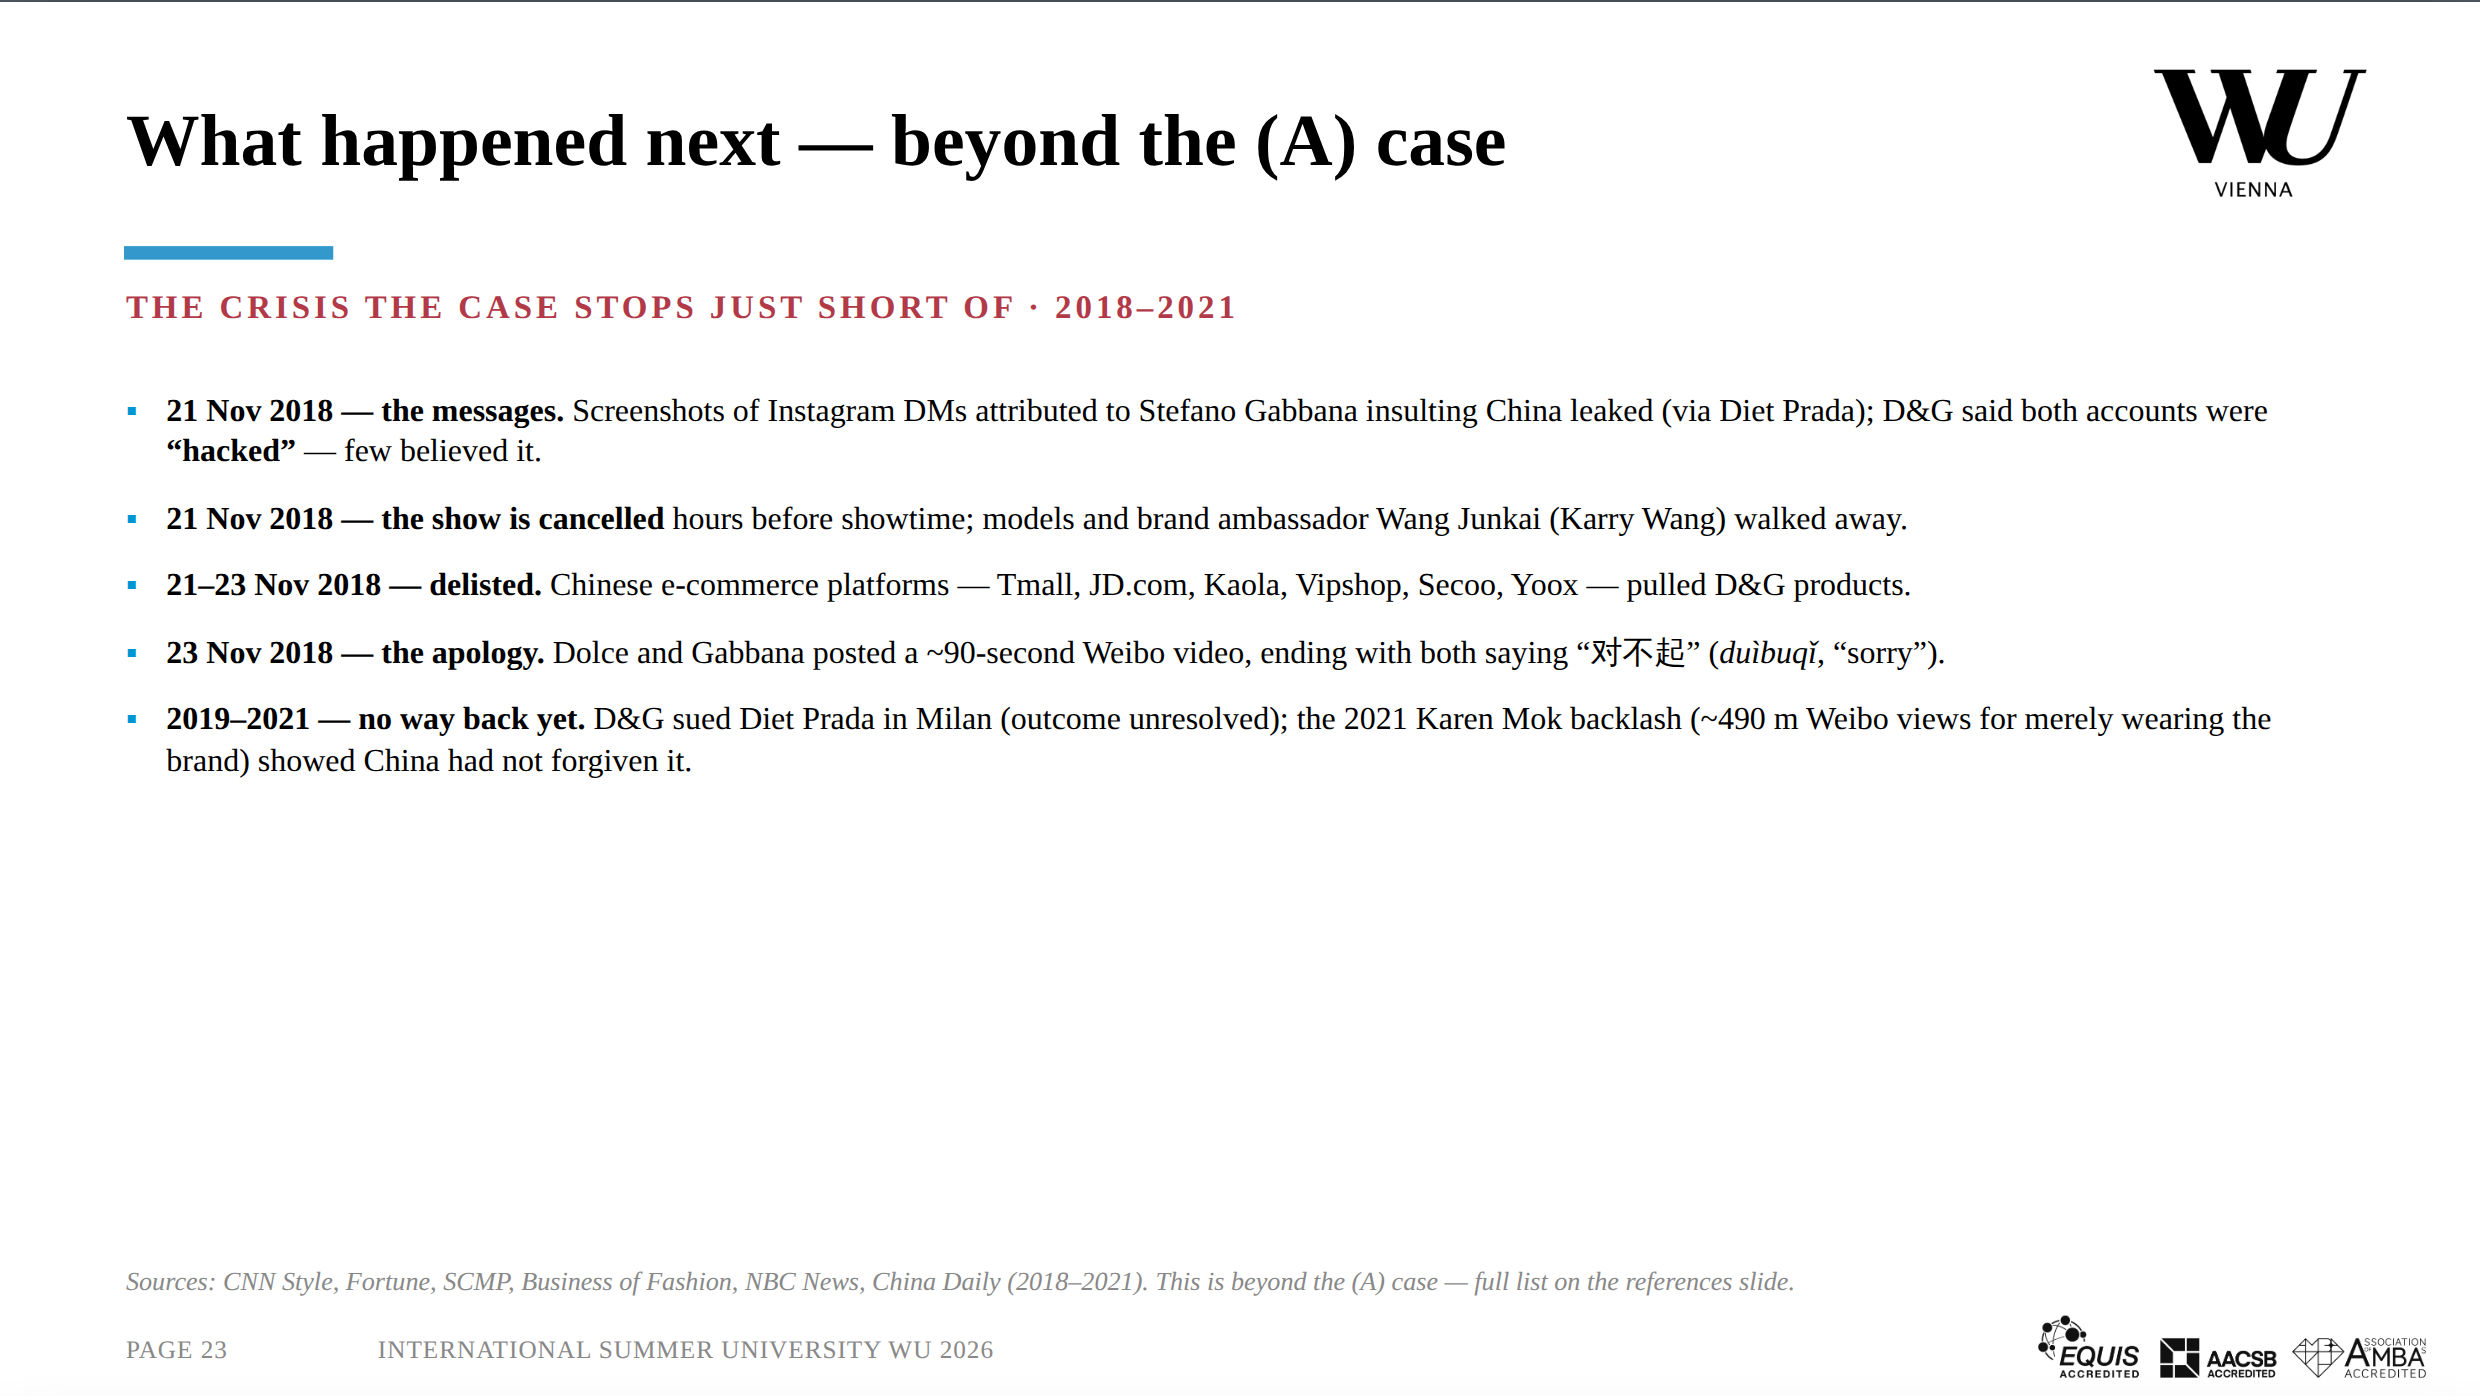 What happened next — beyond the (A) case
WU
VIENNA
THE CRISIS THE CASE STOPS JUST SHORT OF · 2018–2021
▪ 21 Nov 2018 — the messages. Screenshots of Instagram DMs attributed to Stefano Gabbana insulting China leaked (via Diet Prada); D&G said both accounts were
“hacked” — few believed it.
▪ 21 Nov 2018 — the show is cancelled hours before showtime; models and brand ambassador Wang Junkai (Karry Wang) walked away.
▪ 21–23 Nov 2018 — delisted. Chinese e-commerce platforms — Tmall, JD.com, Kaola, Vipshop, Secoo, Yoox — pulled D&G products.
▪ 23 Nov 2018 — the apology. Dolce and Gabbana posted a ~90-second Weibo video, ending with both saying “对不起” (duìbuqǐ, “sorry”).
▪ 2019–2021 — no way back yet. D&G sued Diet Prada in Milan (outcome unresolved); the 2021 Karen Mok backlash (~490 m Weibo views for merely wearing the
brand) showed China had not forgiven it.
Sources: CNN Style, Fortune, SCMP, Business of Fashion, NBC News, China Daily (2018–2021). This is beyond the (A) case — full list on the references slide.
PAGE 23
INTERNATIONAL SUMMER UNIVERSITY WU 2026
EQUIS
ACCREDITED
AACSB
ACCREDITED
ASSOCIATION
OF AMBAS
ACCREDITED